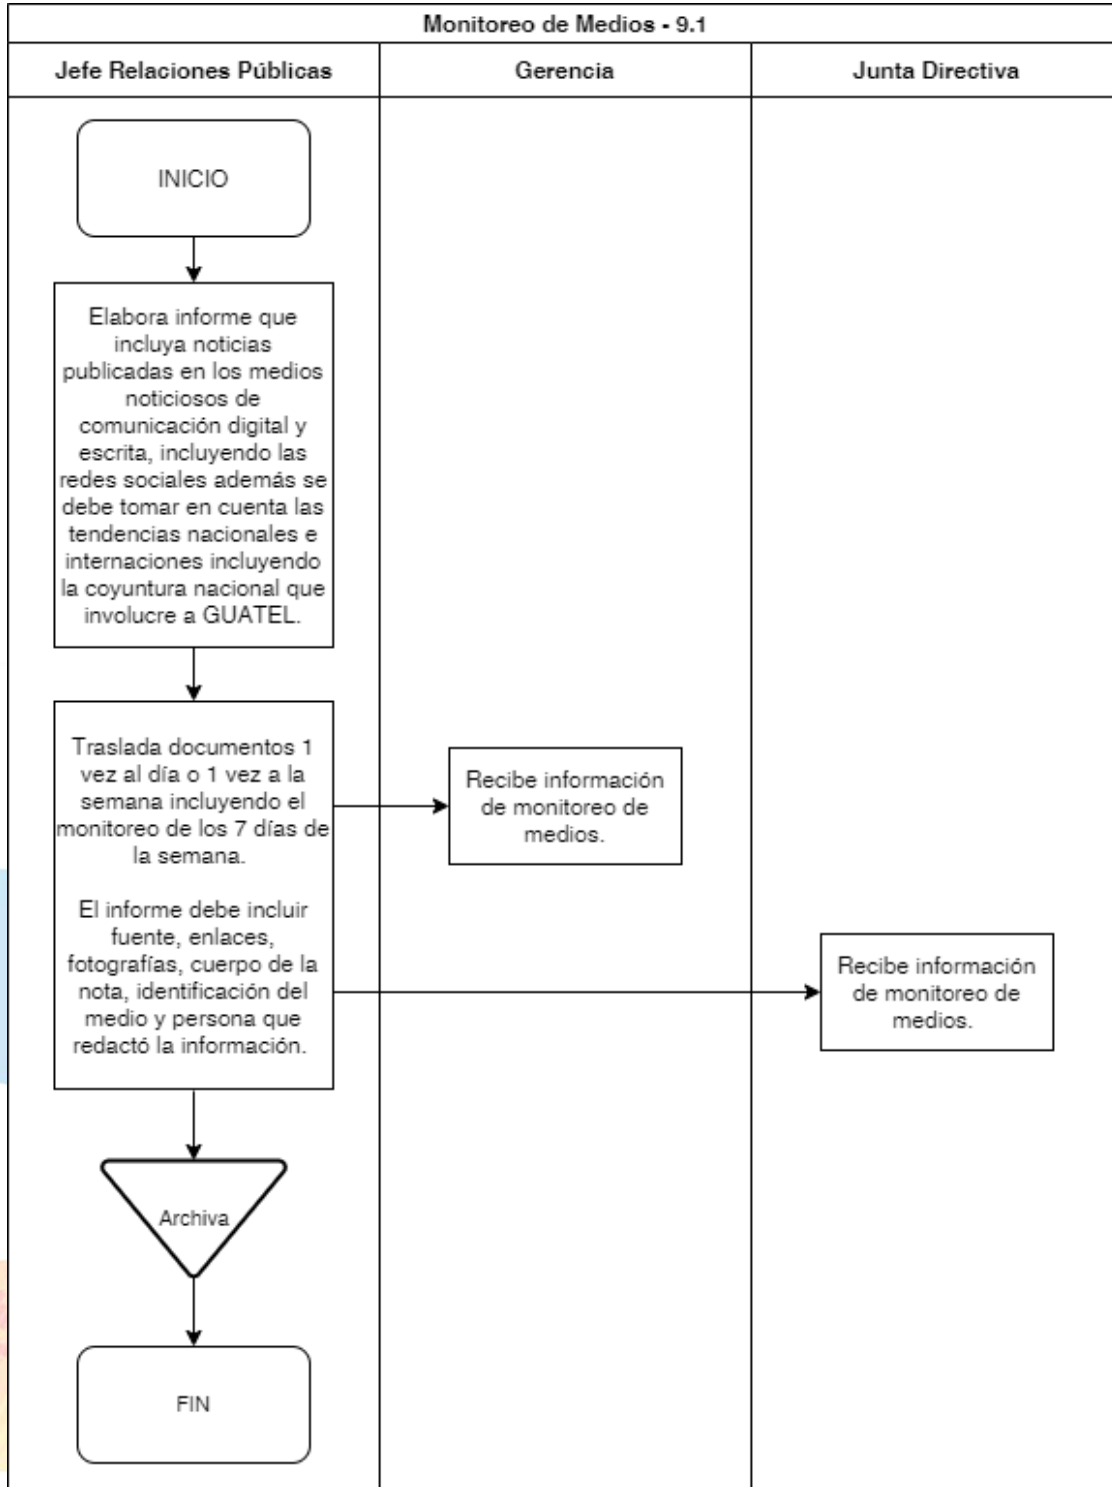 Monitoreo de Medios - 9.1
Jefe Relaciones Públicas
Gerencia
Junta Directiva
INICIO
Elabora informe que
incluya noticias
publicadas en los medios
noticiosos de
comunicación digital y
escrita, incluyendo las
redes sociales además se
debe tomar en cuenta las
tendencias nacionales e
internaciones incluyendo
la coyuntura nacional que
involucre a GUATEL.
Traslada documentos 1
vez al día o 1 vez a la
semana incluyendo el
monitoreo de los 7 días de
la semana.
El informe debe incluir
fuente, enlaces,
fotografías, cuerpo de la
nota, identificación del
medio y persona que
redactó la información.
Recibe información
de monitoreo de
medios.
Recibe información
de monitoreo de
medios.
Archiva
FIN